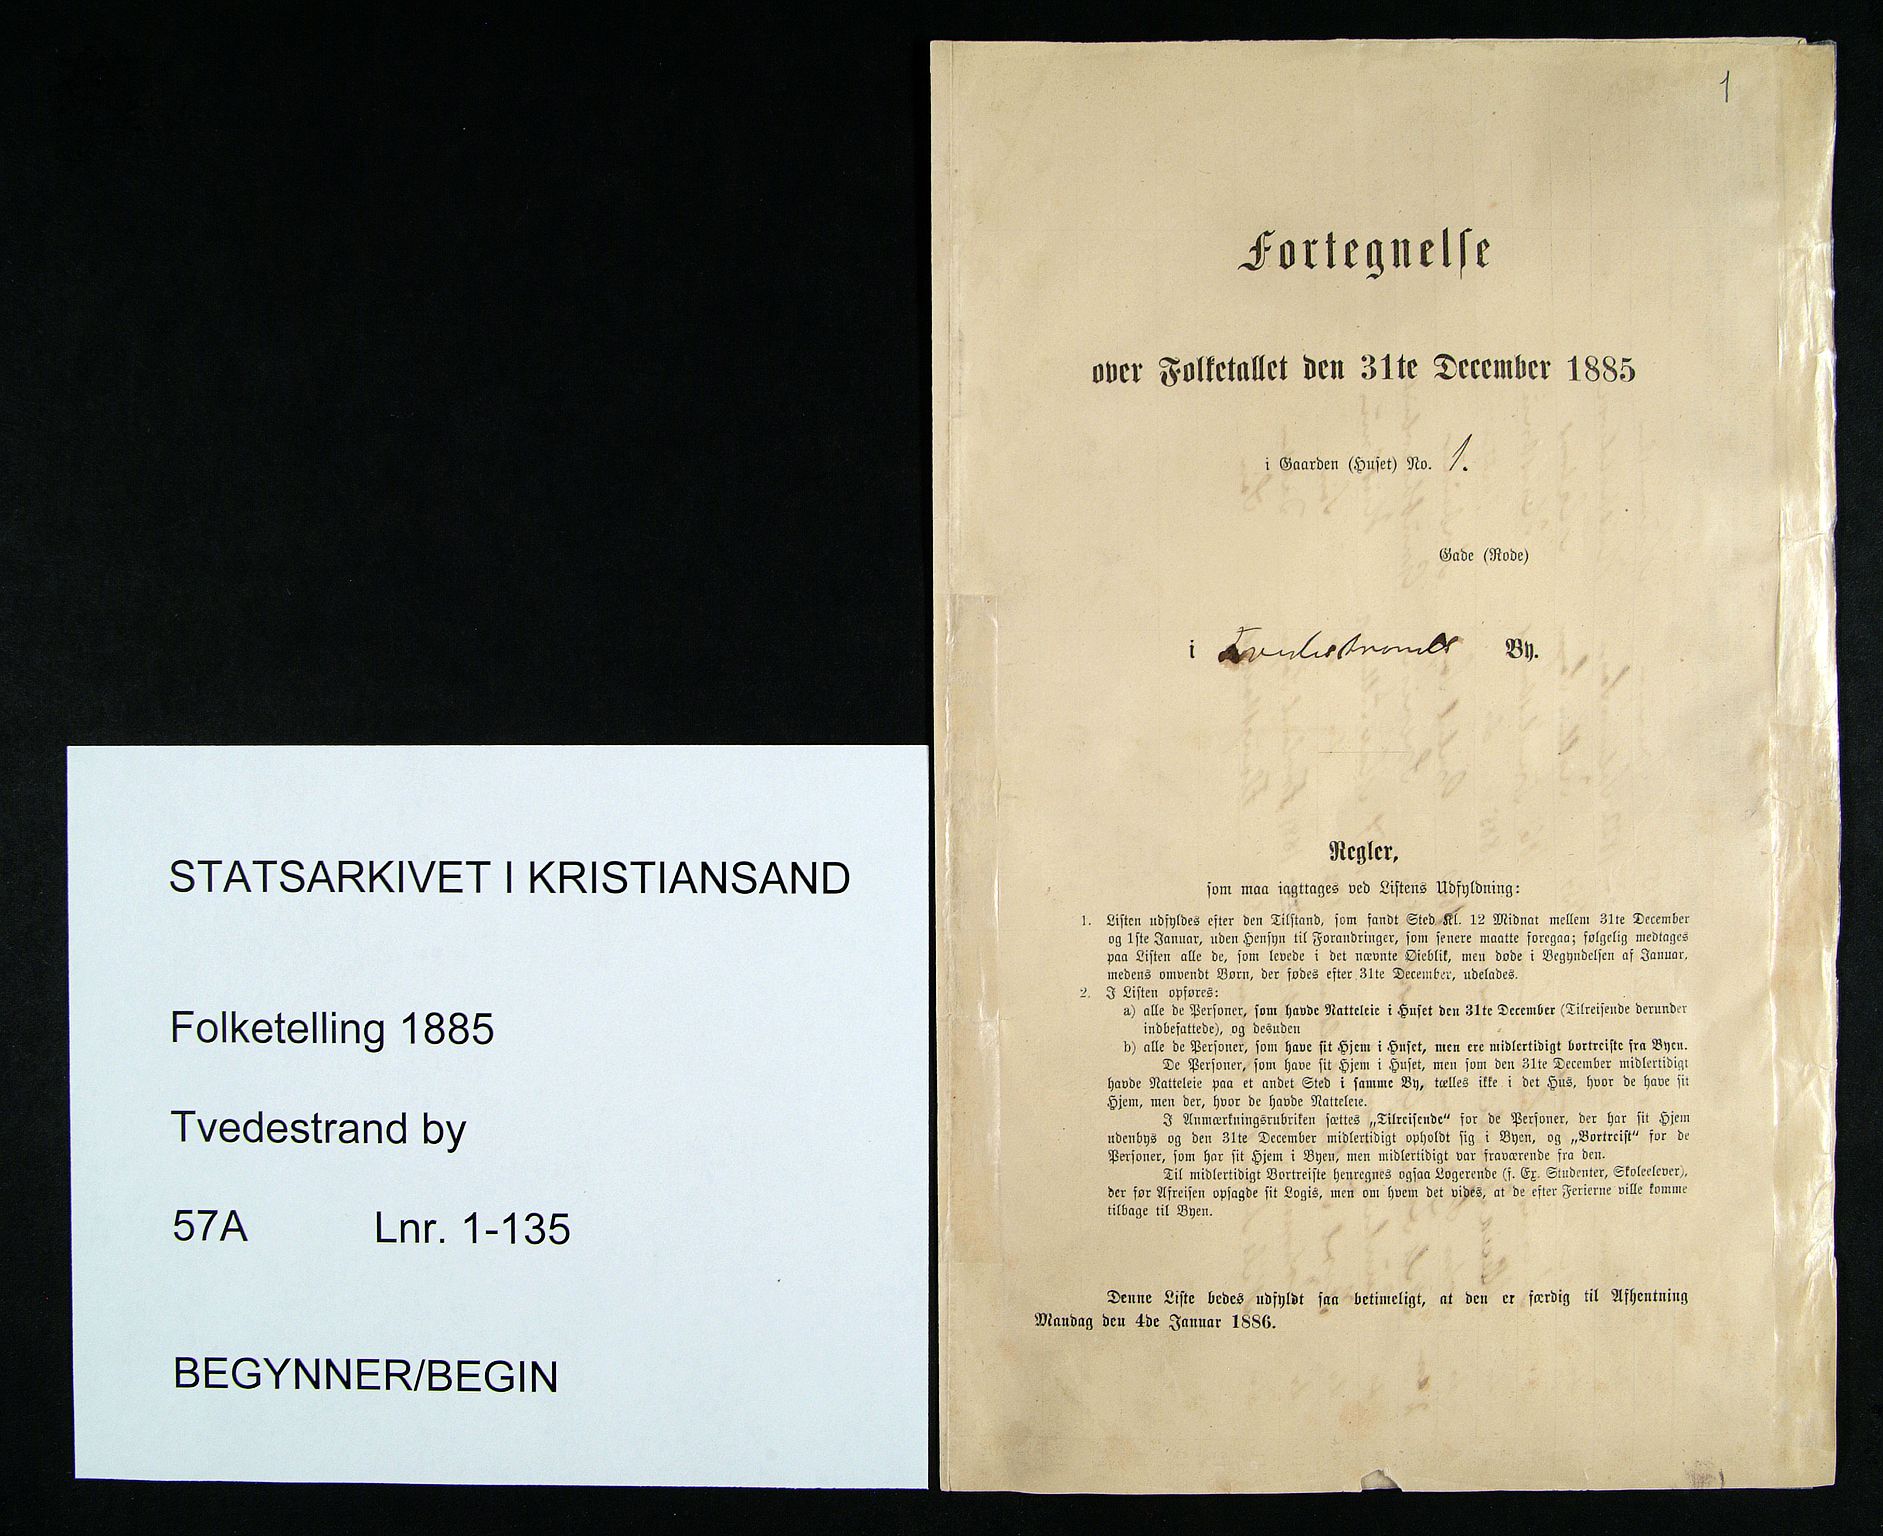 STATSARKIVET I KRISTIANSAND
Folketelling 1885
Tvedestrand by
57A Lnr. 1-135
BEGYNNER/BEGIN
1
Fortegnelse
over Folketallet den 31te December 1885
i Gaarden (Huset) No. 1.
Gade (Rode)
i Tvedestrands By.
Regler,
som maa iagttages ved Listens Udfyldning:
1. Listen udfyldes efter den Tilstand, som fandt Sted Kl. 12 Midnat mellem 31te December
og 1ste Januar, uden Hensyn til Forandringer, som senere maatte foregaa; følgelig medtages
paa Listen alle de, som levede i det nævnte Øieblik, men døde i Begyndelsen af Januar,
medens omvendt Børn, der fødes efter 31te December, udelades.
2. I Listen opføres:
a) alle de Personer, som havde Natteleie i Huset den 31te December (Tilreisende derunder
indbefattede), og desuden
b) alle de Personer, som have sit Hjem i Huset, men ere midlertidigt bortreiste fra Byen.
De Personer, som have sit Hjem i Huset, men som den 31te December midlertidigt
havde Natteleie paa et andet Sted i samme By, tælles ikke i det Hus, hvor de have sit
Hjem, men der, hvor de havde Natteleie.
I Anmærkningsrubriken sættes „Tilreisende“ for de Personer, der har sit Hjem
udenbys og den 31te December midlertidigt opholdt sig i Byen, og „Bortreist“ for de
Personer, som har sit Hjem i Byen, men midlertidigt var fraværende fra den.
Til midlertidigt Bortreiste henregnes ogsaa Logerende (f. Ex. Studenter, Skoleelever),
der før Afreisen opsagde sit Logis, men om hvem det vides, at de efter Ferierne ville komme
tilbage til Byen.
Denne Liste bedes udfyldt saa betimeligt, at den er færdig til Afhentning
Mandag den 4de Januar 1886.